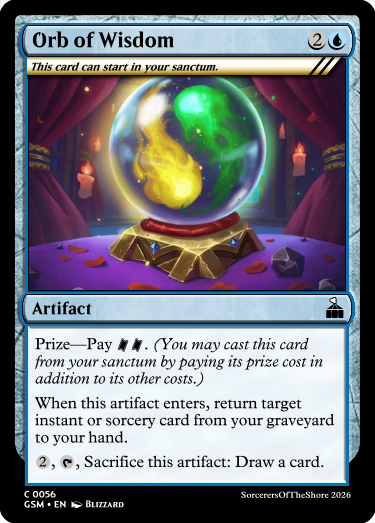 Orb of Wisdom 2
This card can start in your sanctum.
Artifact
Prize—Pay . (You may cast this card
from your sanctum by paying its prize cost in
addition to its other costs.)
When this artifact enters, return target
instant or sorcery card from your graveyard
to your hand.
2, , Sacrifice this artifact: Draw a card.
C 0056
GSM • EN Blizzard
SorcerersOfTheShore 2026